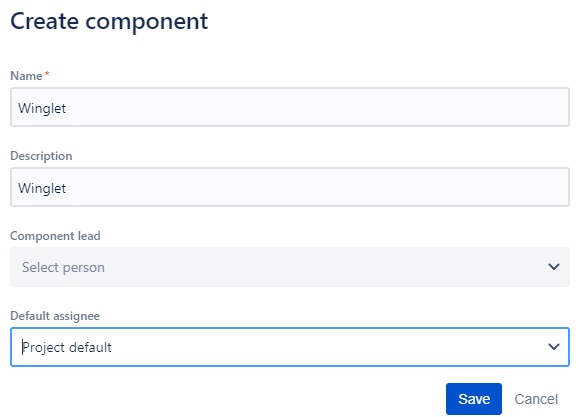 Create component
Name*
Winglet
Description
Winglet
Component lead
Select person
Default assignee
Project default
Save Cancel